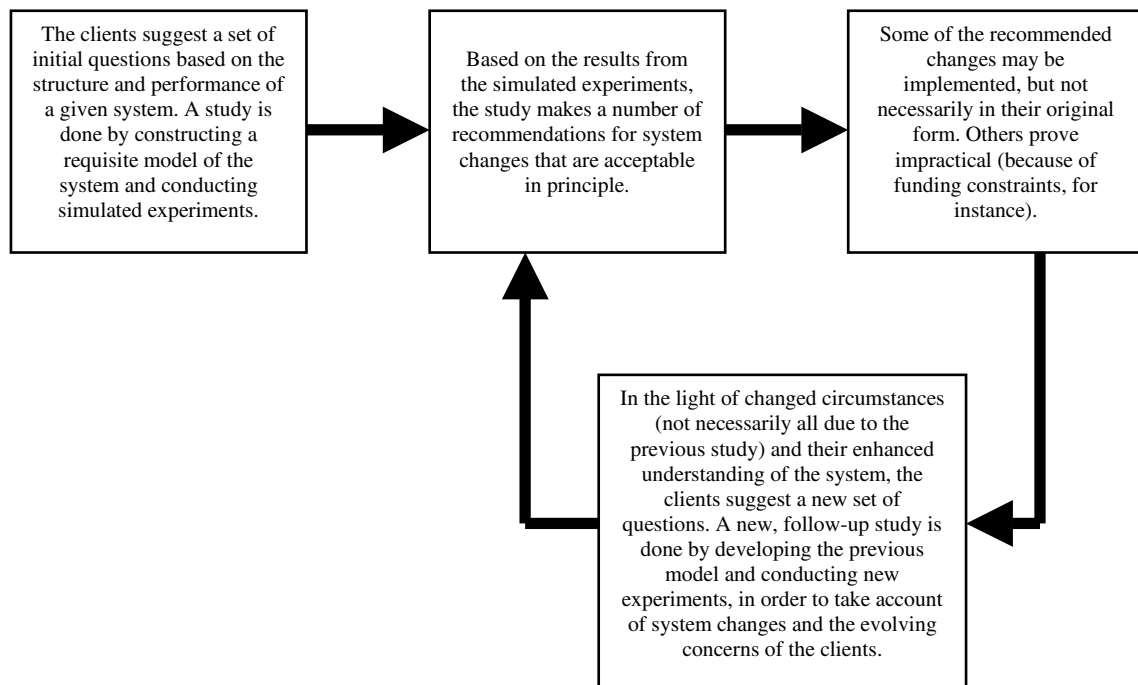 The clients suggest a set of
initial questions based on the
structure and performance of
a given system. A study is
done by constructing a
requisite model of the
system and conducting
simulated experiments.
Based on the results from
the simulated experiments,
the study makes a number of
recommendations for system
changes that are acceptable
in principle.
Some of the recommended
changes may be
implemented, but not
necessarily in their original
form. Others prove
impractical (because of
funding constraints, for
instance).
In the light of changed circumstances
(not necessarily all due to the
previous study) and their enhanced
understanding of the system, the
clients suggest a new set of
questions. A new, follow-up study is
done by developing the previous
model and conducting new
experiments, in order to take account
of system changes and the evolving
concerns of the clients.